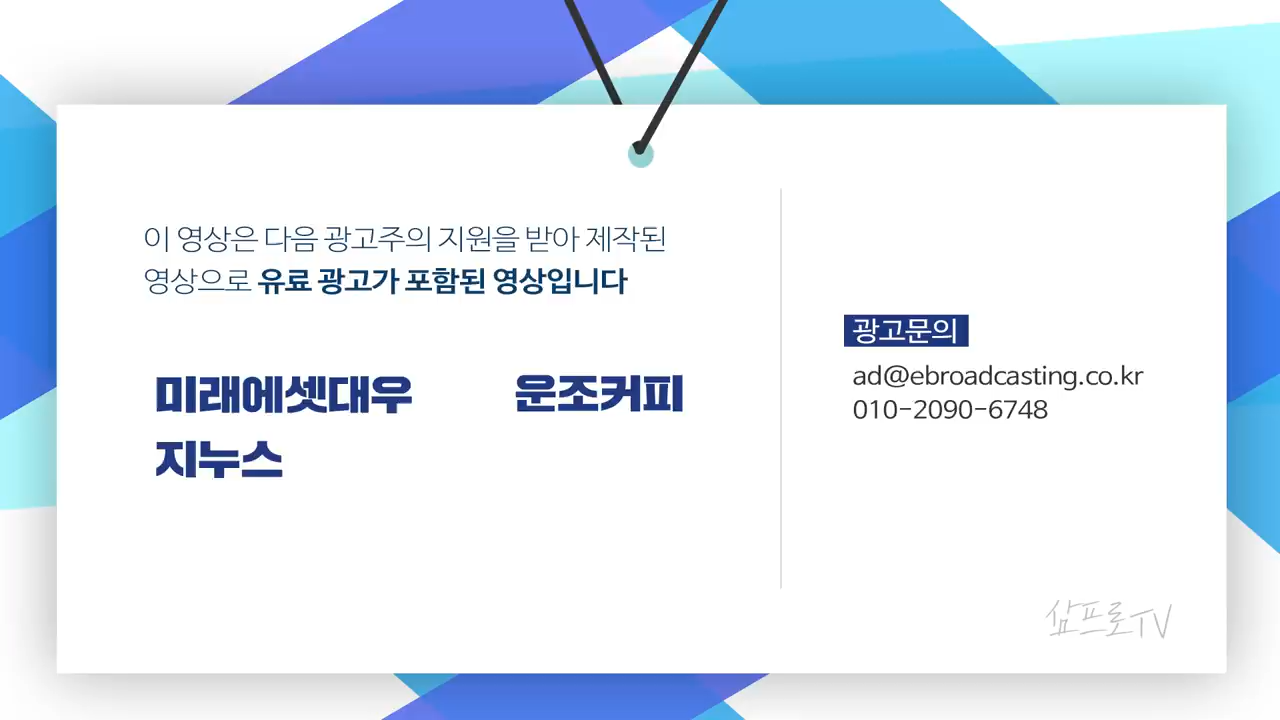 이 영상은 다음 광고주의 지원을 받아 제작된
영상으로 유료 광고가 포함된 영상입니다
미래에셋대우 운조커피
지누스
광고문의
ad@ebroadcasting.co.kr
010-2090-6748
삼프로TV